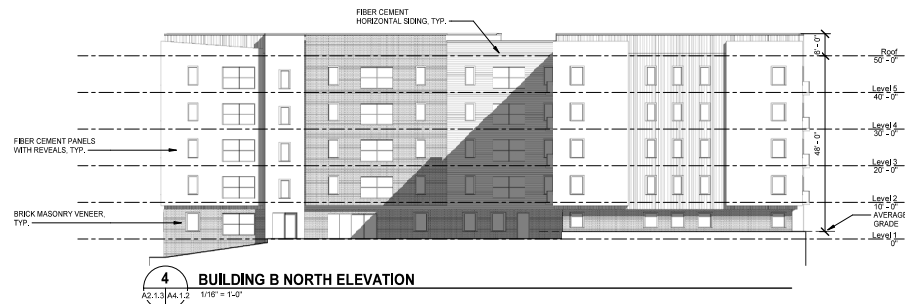 FIBER CEMENT
HORIZONTAL SIDING, TYP.
6' - 0"
Roof
50' - 0"
Level 5
40' - 0"
Level 4
30' - 0"
FIBER CEMENT PANELS
WITH REVEALS, TYP.
48' - 0"
Level 3
20' - 0"
Level 2
10' - 0"
BRICK MASONRY VENEER,
TYP.
AVERAGE
GRADE
Level 1
0"
4
A2.1.3 A4.1.2
BUILDING B NORTH ELEVATION
1/16" = 1'-0"